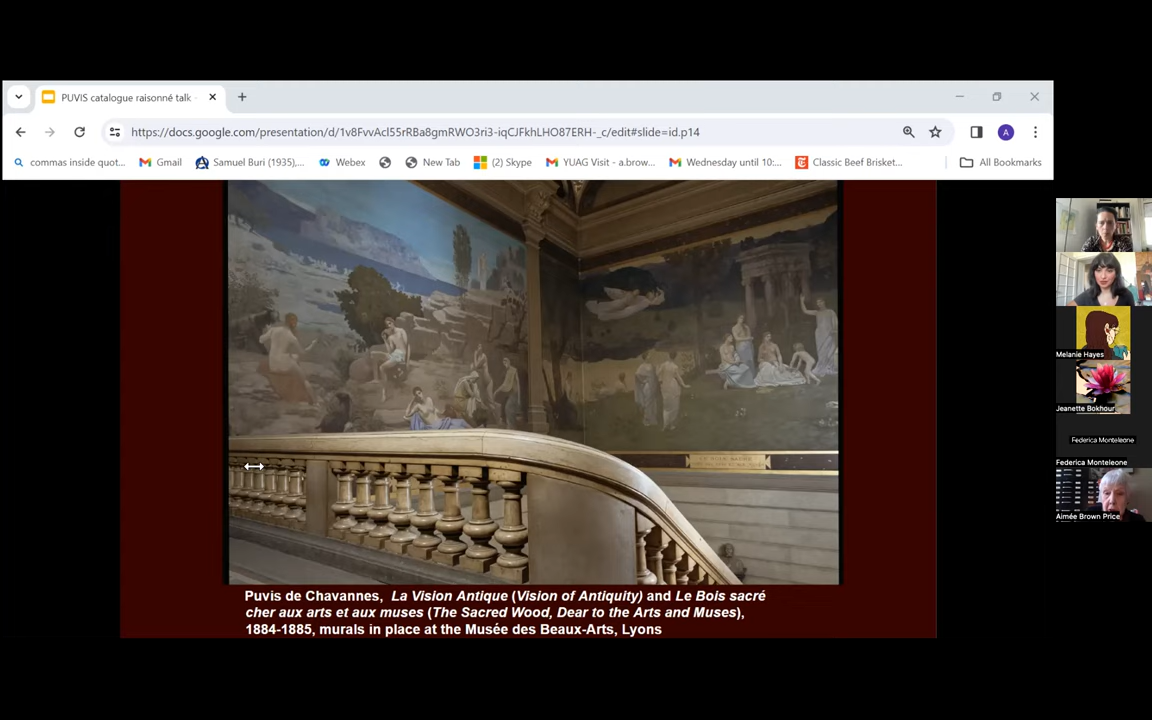 PUVIS catalogue raisonné talk -
https://docs.google.com/presentation/d/1v8FvvAcl55rRBa8gmRWO3ri3-iqCJFkhLHO87ERH-_c/edit#slide=id.p14
A
commas inside quot...
Gmail
Samuel Buri (1935),...
Webex
New Tab
(2) Skype
YUAG Visit - a.brow...
Wednesday until 10:...
Classic Beef Brisket...
All Bookmarks
Melanie Hayes
Jeanette Bokhour
Federica Monteleone
Federica Monteleone
Aimée Brown Price
Puvis de Chavannes, La Vision Antique (Vision of Antiquity) and Le Bois sacré
cher aux arts et aux muses (The Sacred Wood, Dear to the Arts and Muses),
1884-1885, murals in place at the Musée des Beaux-Arts, Lyons